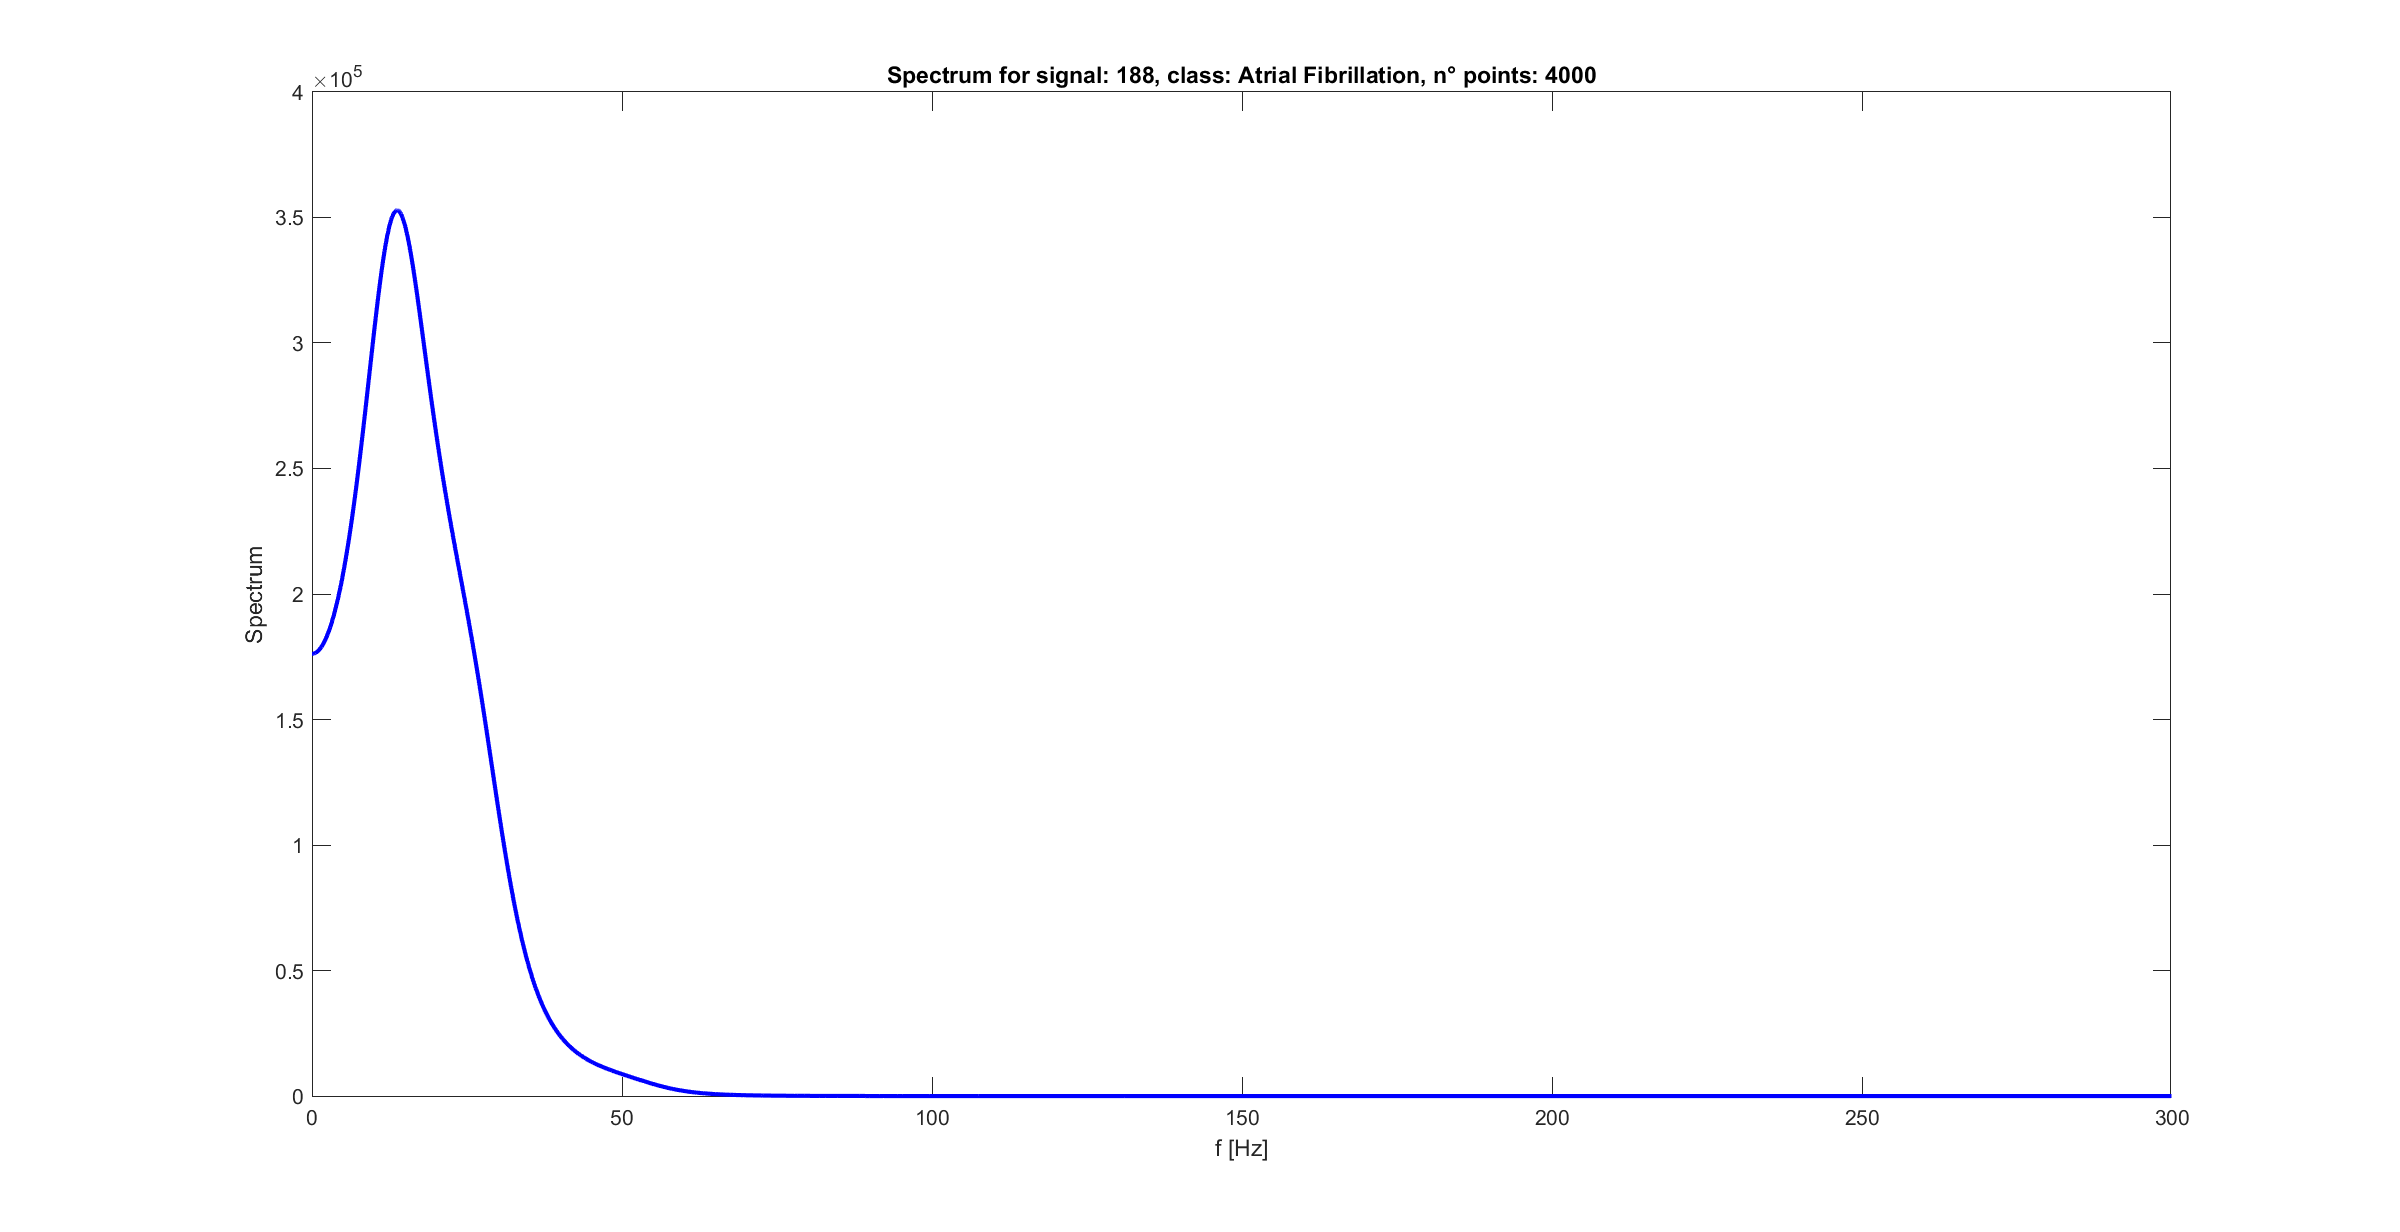 Spectrum for signal: 188, class: Atrial Fibrillation, n° points: 4000
×10^5
4
3.5
3
2.5
2
1.5
1
0.5
0
Spectrum
0 50 100 150 200 250 300
f [Hz]